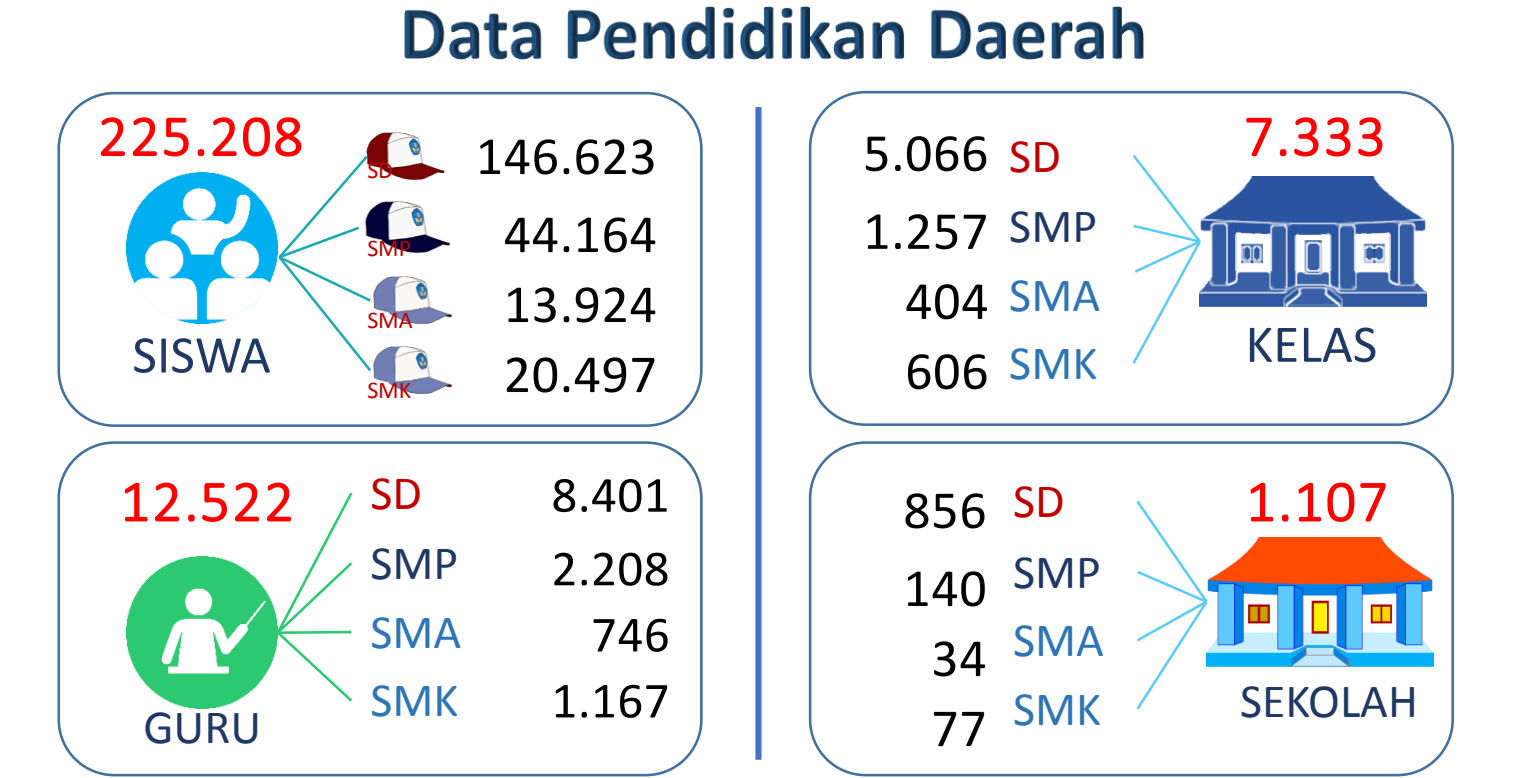 Data Pendidikan Daerah
225.208
SISWA
SD 146.623
SMP 44.164
SMA 13.924
SMK 20.497
5.066 SD
1.257 SMP
404 SMA
606 SMK
7.333
KELAS
12.522
GURU
SD 8.401
SMP 2.208
SMA 746
SMK 1.167
856 SD
140 SMP
34 SMA
77 SMK
1.107
SEKOLAH